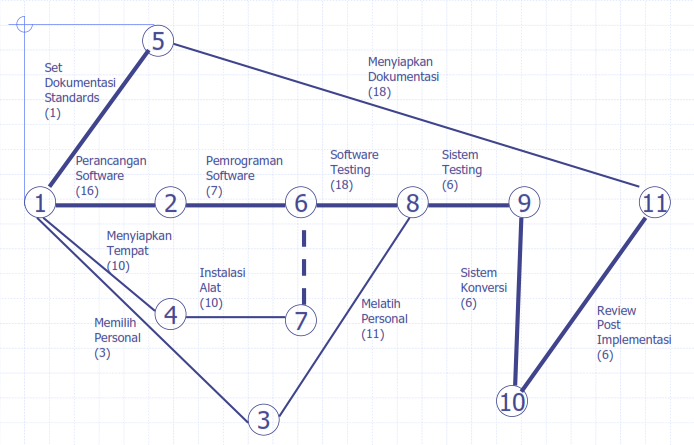 5
Set
Dokumentasi
Standards
(1)
Menyiapkan
Dokumentasi
(18)
Perancangan
Software
(16)
Pemrograman
Software
(7)
Software
Testing
(18)
Sistem
Testing
(6)
1
2
6
8
9
11
Menyiapkan
Tempat
(10)
Instalasi
Alat
(10)
Sistem
Konversi
(6)
Memilih
Personal
(3)
4
7
Melatih
Personal
(11)
Review
Post
Implementasi
(6)
3
10